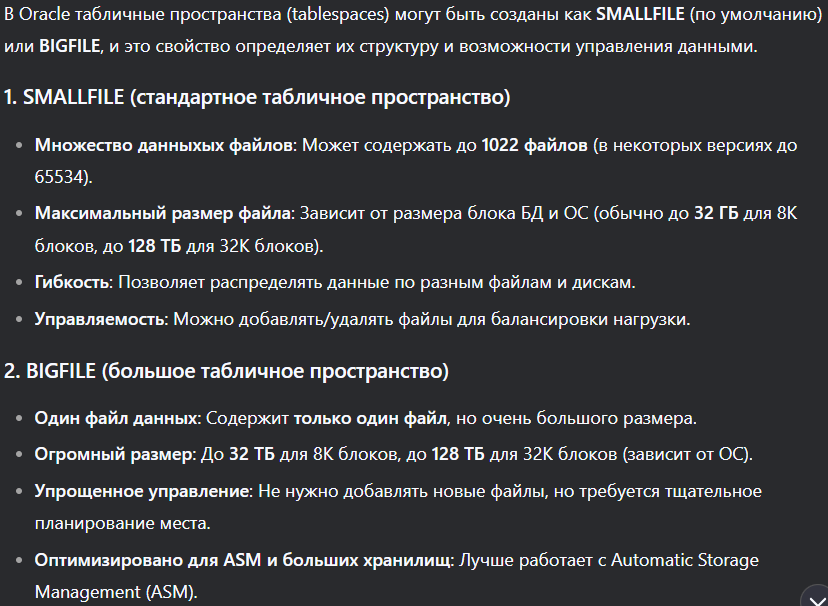 В Oracle табличные пространства (tablespaces) могут быть созданы как SMALLFILE (по умолчанию)
или BIGFILE, и это свойство определяет их структуру и возможности управления данными.
1. SMALLFILE (стандартное табличное пространство)
• Множество данныхых файлов: Может содержать до 1022 файлов (в некоторых версиях до
65534).
• Максимальный размер файла: Зависит от размера блока БД и ОС (обычно до 32 ГБ для 8K
блоков, до 128 ТБ для 32K блоков).
• Гибкость: Позволяет распределять данные по разным файлам и дискам.
• Управляемость: Можно добавлять/удалять файлы для балансировки нагрузки.
2. BIGFILE (большое табличное пространство)
• Один файл данных: Содержит только один файл, но очень большого размера.
• Огромный размер: До 32 ТБ для 8K блоков, до 128 ТБ для 32K блоков (зависит от ОС).
• Упрощенное управление: Не нужно добавлять новые файлы, но требуется тщательное
планирование места.
• Оптимизировано для ASM и больших хранилищ: Лучше работает с Automatic Storage
Management (ASM).